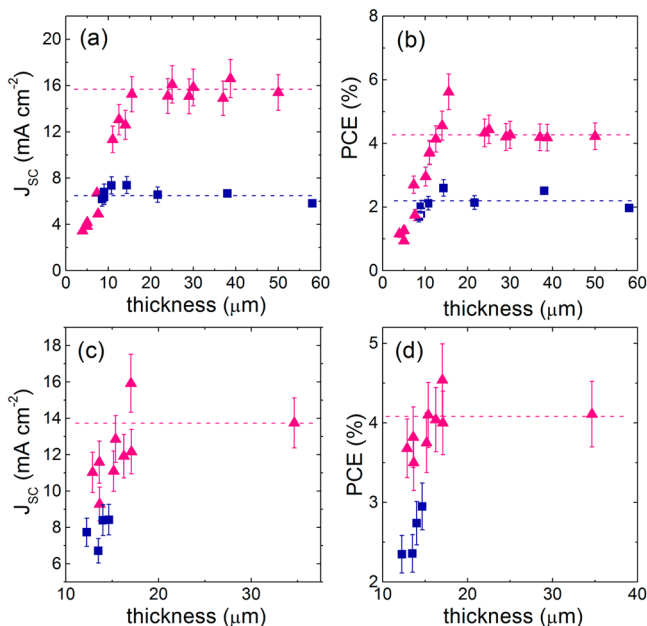 (a)
J_SC (mA cm⁻²)
20
16
12
8
4
0
0 10 20 30 40 50 60
thickness (μm)
(b)
PCE (%)
8
6
4
2
0
0 10 20 30 40 50 60
thickness (μm)
(c)
J_SC (mA cm⁻²)
18
16
14
12
10
8
6
10 20 30
thickness (μm)
(d)
PCE (%)
5
4
3
2
10 20 30 40
thickness (μm)